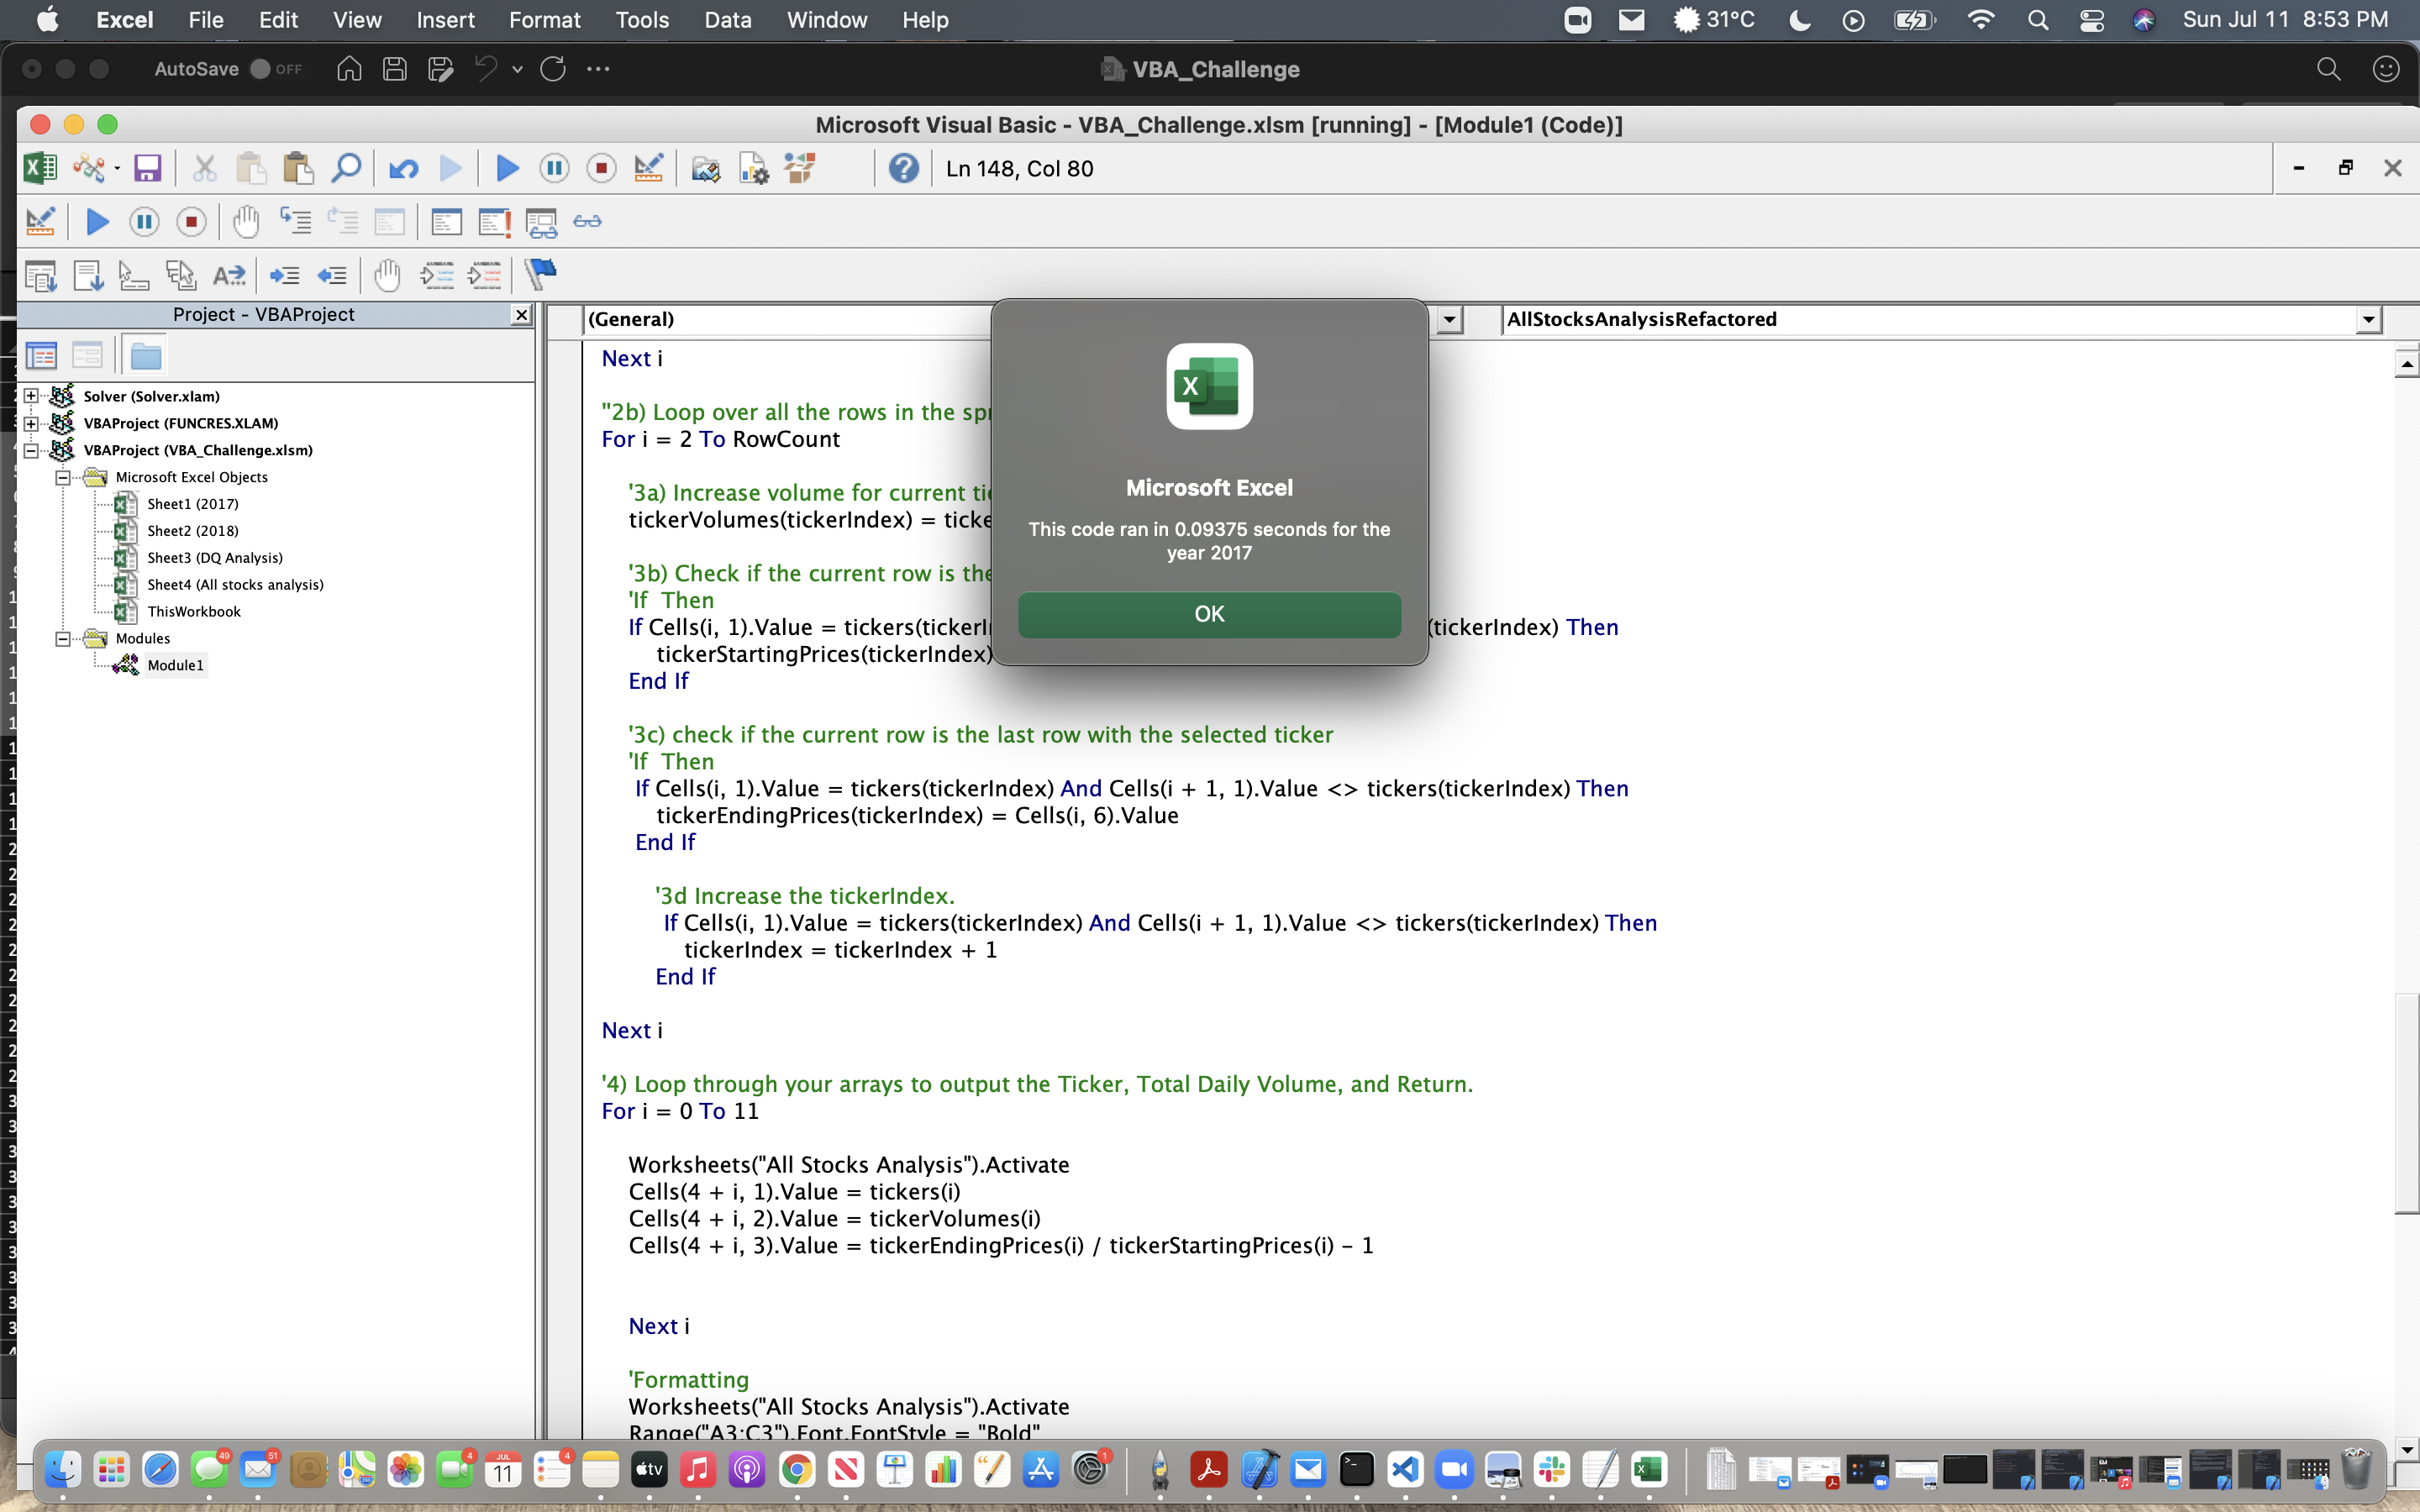 Excel File Edit View Insert Format Tools Data Window Help 31°C Sun Jul 11 8:53 PM
AutoSave OFF VBA_Challenge
Microsoft Visual Basic - VBA_Challenge.xlsm [running] - [Module1 (Code)]
Ln 148, Col 80
Project - VBAProject
(General) AllStocksAnalysisRefactored
Solver (Solver.xlam)
VBAProject (FUNCRES.XLAM)
VBAProject (VBA_Challenge.xlsm)
Microsoft Excel Objects
Sheet1 (2017)
Sheet2 (2018)
Sheet3 (DQ Analysis)
Sheet4 (All stocks analysis)
ThisWorkbook
Modules
Module1
Next i
''2b) Loop over all the rows in the
For i = 2 To RowCount
'3a) Increase volume for current
tickerVolumes(tickerIndex) =
'3b) Check if the current row is the
'If  Then
If Cells(i, 1).Value = (tickerIndex) Then
tickerStartingPrices(tickerIndex)
End If
'3c) check if the current row is the last row with the selected ticker
'If  Then
If Cells(i, 1).Value = tickers(tickerIndex) And Cells(i + 1, 1).Value <> tickers(tickerIndex) Then
tickerEndingPrices(tickerIndex) = Cells(i, 6).Value
End If
'3d Increase the tickerIndex.
If Cells(i, 1).Value = tickers(tickerIndex) And Cells(i + 1, 1).Value <> tickers(tickerIndex) Then
tickerIndex = tickerIndex + 1
End If
Next i
'4) Loop through your arrays to output the Ticker, Total Daily Volume, and Return.
For i = 0 To 11
Worksheets("All Stocks Analysis").Activate
Cells(4 + i, 1).Value = tickers(i)
Cells(4 + i, 2).Value = tickerVolumes(i)
Cells(4 + i, 3).Value = tickerEndingPrices(i) / tickerStartingPrices(i) - 1
Next i
'Formatting
Worksheets("All Stocks Analysis").Activate
Range("A3:C3").Font.FontStyle = "Bold"
Microsoft Excel
This code ran in 0.09375 seconds for the
year 2017
OK
49 51 4 JUL 11 4 tv 1